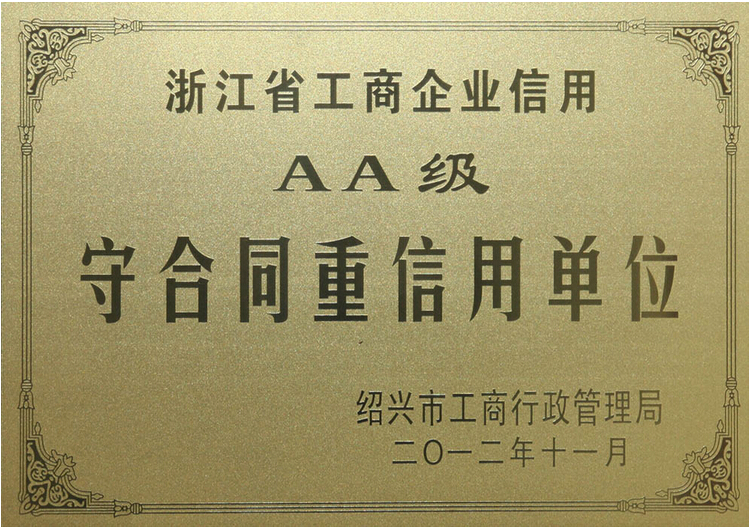 浙江省工商企业信用
AA级
守合同重信用单位
绍兴市工商行政管理局
二〇一二年十一月